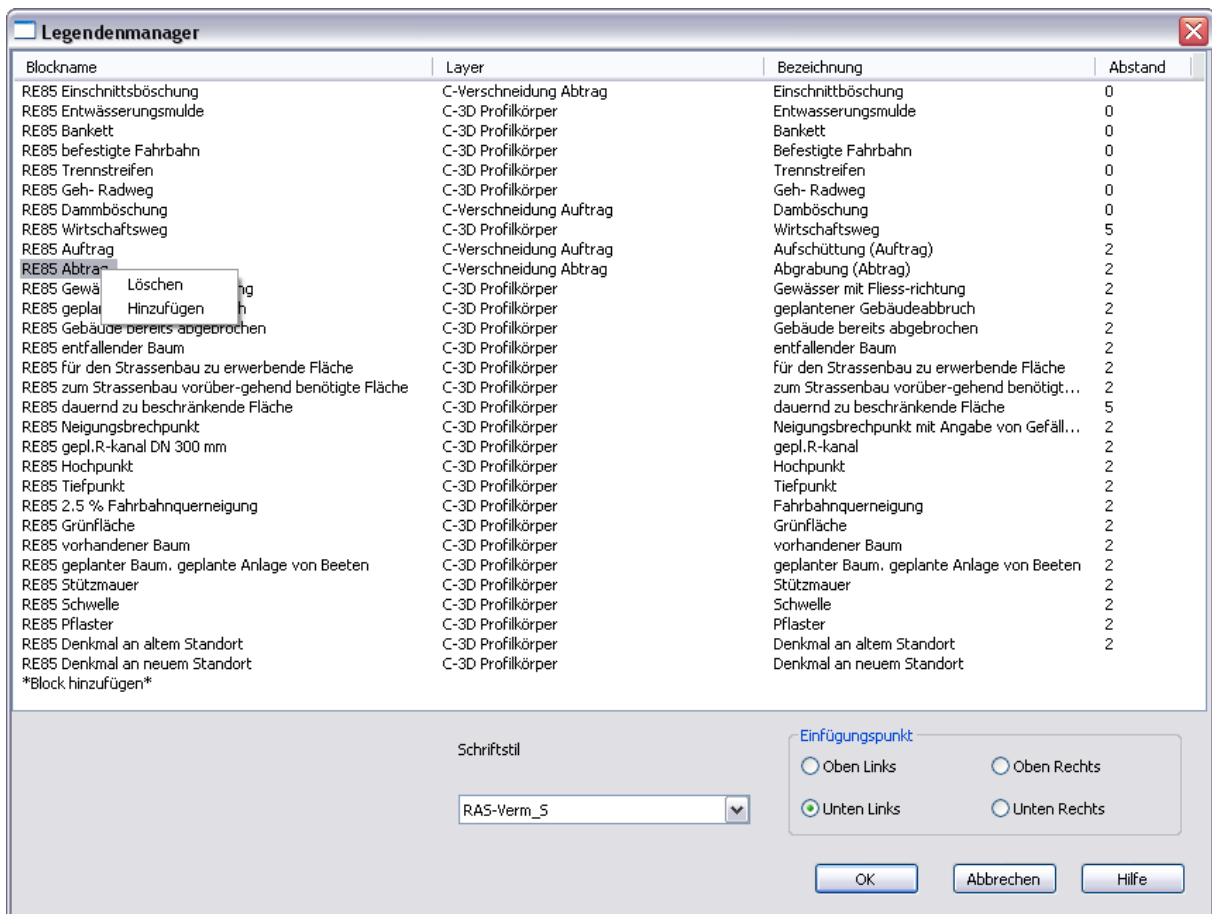 Legendenmanager
Blockname Layer Bezeichnung Abstand
RE85 Einschnittsböschung C-Verschneidung Abtrag Einschnittböschung 0
RE85 Entwässerungsmulde C-3D Profilkörper Entwasserungsmulde 0
RE85 Bankett C-3D Profilkörper Bankett 0
RE85 befestigte Fahrbahn C-3D Profilkörper Befestigte Fahrbahn 0
RE85 Trennstreifen C-3D Profilkörper Trennstreifen 0
RE85 Geh- Radweg C-3D Profilkörper Geh- Radweg 0
RE85 Dammböschung C-Verschneidung Auftrag Damböschung 0
RE85 Wirtschaftsweg C-3D Profilkörper Wirtschaftsweg 5
RE85 Auftrag C-Verschneidung Auftrag Aufschüttung (Auftrag) 2
RE85 Abtrag C-Verschneidung Abtrag Abgrabung (Abtrag) 2
Löschen
Hinzufügen
RE85 Gewä ng C-3D Profilkörper Gewässer mit Fliess-richtung 2
RE85 gepla h C-3D Profilkörper geplantener Gebäudeabbruch 2
RE85 Gebäude bereits abgebrochen C-3D Profilkörper Gebäude bereits abgebrochen 2
RE85 entfallender Baum C-3D Profilkörper entfallender Baum 2
RE85 für den Strassenbau zu erwerbende Fläche C-3D Profilkörper für den Strassenbau zu erwerbende Fläche 2
RE85 zum Strassenbau vorüber-gehend benötigte Fläche C-3D Profilkörper zum Strassenbau vorüber-gehend benötigt... 2
RE85 dauernd zu beschränkende Fläche C-3D Profilkörper dauernd zu beschränkende Fläche 5
RE85 Neigungsbrechpunkt C-3D Profilkörper Neigungsbrechpunkt mit Angabe von Gefäll... 2
RE85 gepl.R-kanal DN 300 mm C-3D Profilkörper gepl.R-kanal 2
RE85 Hochpunkt C-3D Profilkörper Hochpunkt 2
RE85 Tiefpunkt C-3D Profilkörper Tiefpunkt 2
RE85 2.5 % Fahrbahnquerneigung C-3D Profilkörper Fahrbahnquerneigung 2
RE85 Grünfläche C-3D Profilkörper Grünfläche 2
RE85 vorhandener Baum C-3D Profilkörper vorhandener Baum 2
RE85 geplanter Baum. geplante Anlage von Beeten C-3D Profilkörper geplanter Baum. geplante Anlage von Beeten 2
RE85 Stützmauer C-3D Profilkörper Stützmauer 2
RE85 Schwelle C-3D Profilkörper Schwelle 2
RE85 Pflaster C-3D Profilkörper Pflaster 2
RE85 Denkmal an altem Standort C-3D Profilkörper Denkmal an altem Standort 2
RE85 Denkmal an neuem Standort C-3D Profilkörper Denkmal an neuem Standort
*Block hinzufügen*
Schriftstil
RAS-Verm_S
Einfügungspunkt
Oben Links Oben Rechts
Unten Links Unten Rechts
OK Abbrechen Hilfe